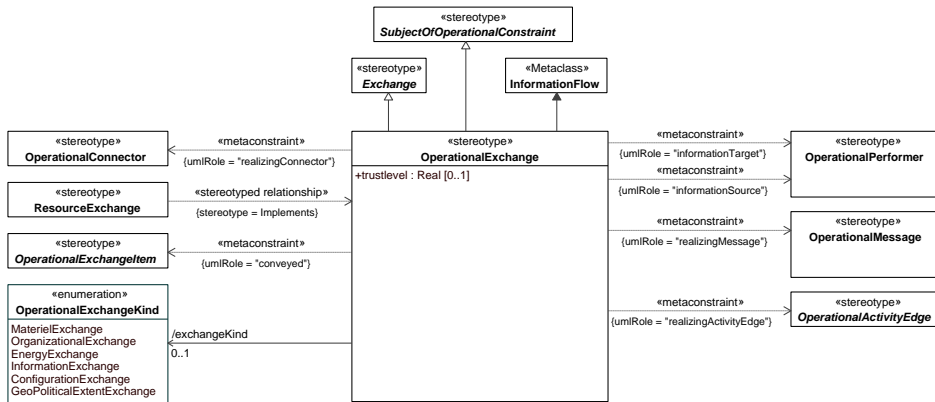 «stereotype»
SubjectOfOperationalConstraint
«stereotype»
Exchange
«Metaclass»
InformationFlow
«stereotype»
OperationalConnector
«metaconstraint»
{umlRole = "realizingConnector"}
«stereotype»
ResourceExchange
«stereotyped relationship»
{stereotype = Implements}
«stereotype»
OperationalExchangeItem
«metaconstraint»
{umlRole = "conveyed"}
«enumeration»
OperationalExchangeKind
MaterielExchange
OrganizationalExchange
EnergyExchange
InformationExchange
ConfigurationExchange
GeoPoliticalExtentExchange
/exchangeKind
0..1
«stereotype»
OperationalExchange
+trustlevel : Real [0..1]
«metaconstraint»
{umlRole = "informationTarget"}
«metaconstraint»
{umlRole = "informationSource"}
«stereotype»
OperationalPerformer
«metaconstraint»
{umlRole = "realizingMessage"}
«stereotype»
OperationalMessage
«metaconstraint»
{umlRole = "realizingActivityEdge"}
«stereotype»
OperationalActivityEdge